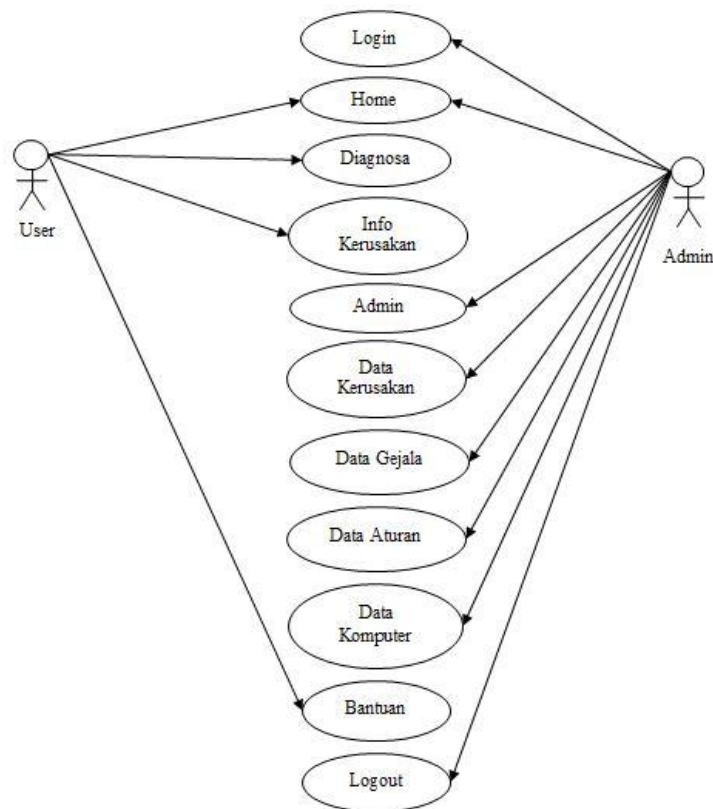 Login
Home
Diagnosa
User
Info
Kerusakan
Admin
Admin
Data
Kerusakan
Data Gejala
Data Aturan
Data
Komputer
Bantuan
Logout